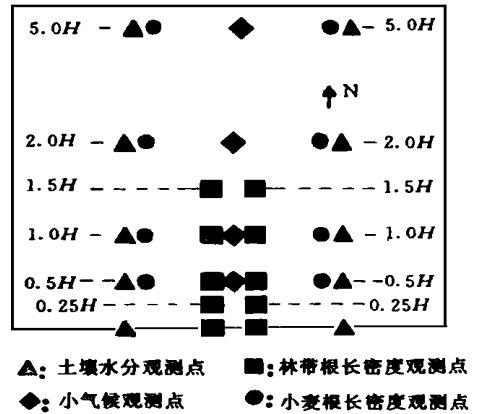 5.0H 5.0H
N
2.0H 2.0H
1.5H 1.5H
1.0H 1.0H
0.5H 0.5H
0.25H 0.25H
▲: 土壤水分观测点 ■: 林带根长密度观测点
◆: 小气候观测点 ●: 小麦根长密度观测点